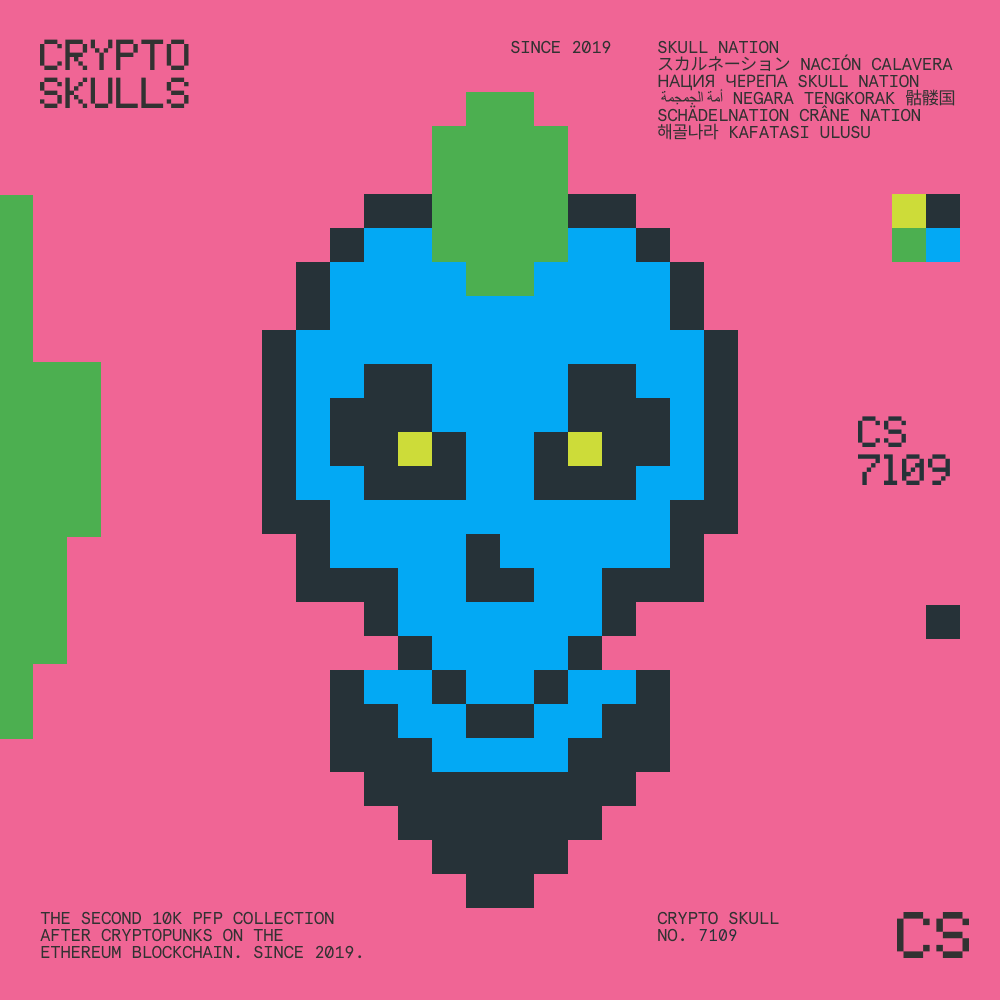 CRYPTO
SKULLS
SINCE 2019
SKULL NATION
スカルネーション NACIÓN CALAVERA
НАЦИЯ ЧЕРЕПА SKULL NATION
أمة الجمجمة NEGARA TENGKORAK 骷髅国
SCHÄDELNATION CRÂNE NATION
해골나라 KAFATASI ULUSU
CS
7109
THE SECOND 10K PFP COLLECTION
AFTER CRYPTOPUNKS ON THE
ETHEREUM BLOCKCHAIN. SINCE 2019.
CRYPTO SKULL
NO. 7109
CS